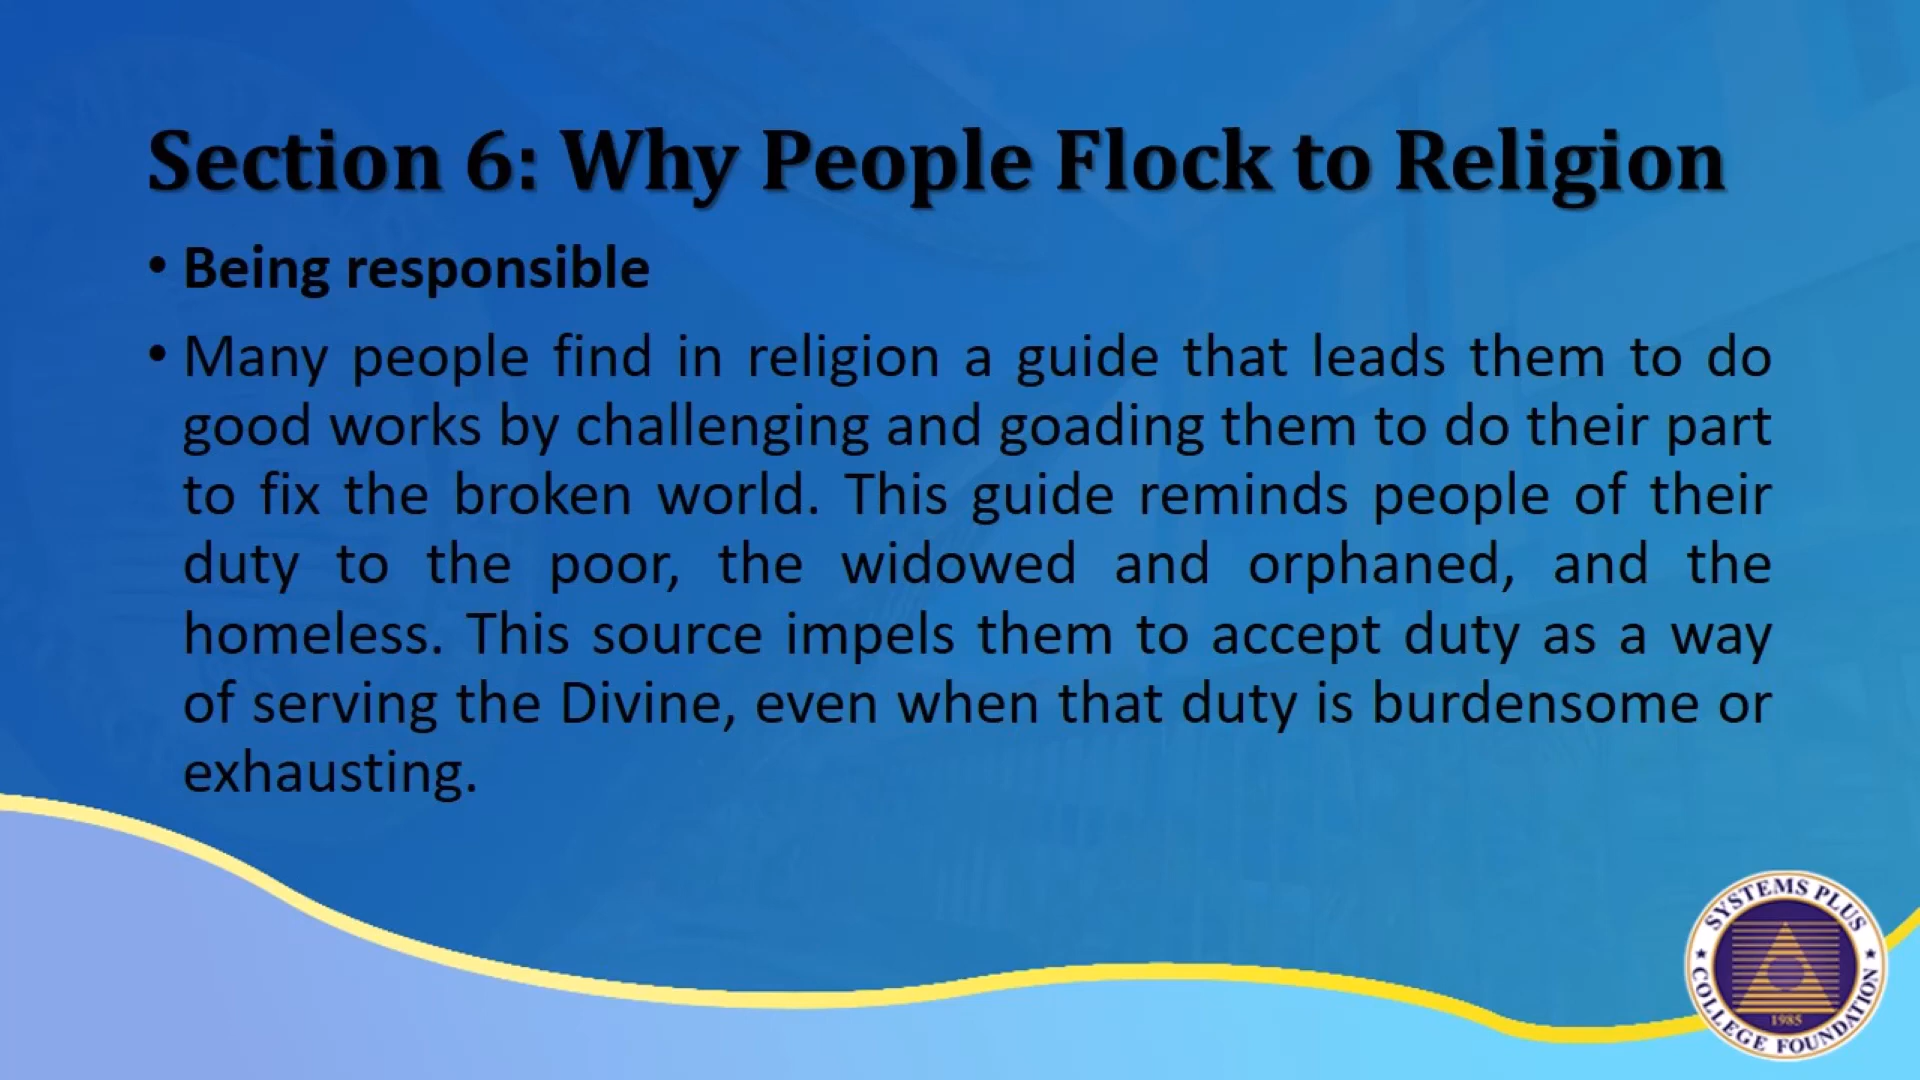 Section 6: Why People Flock to Religion
• Being responsible
• Many people find in religion a guide that leads them to do
good works by challenging and goading them to do their part
to fix the broken world. This guide reminds people of their
duty to the poor, the widowed and orphaned, and the
homeless. This source impels them to accept duty as a way
of serving the Divine, even when that duty is burdensome or
exhausting.
SYSTEMS PLUS
COLLEGE FOUNDATION
1985